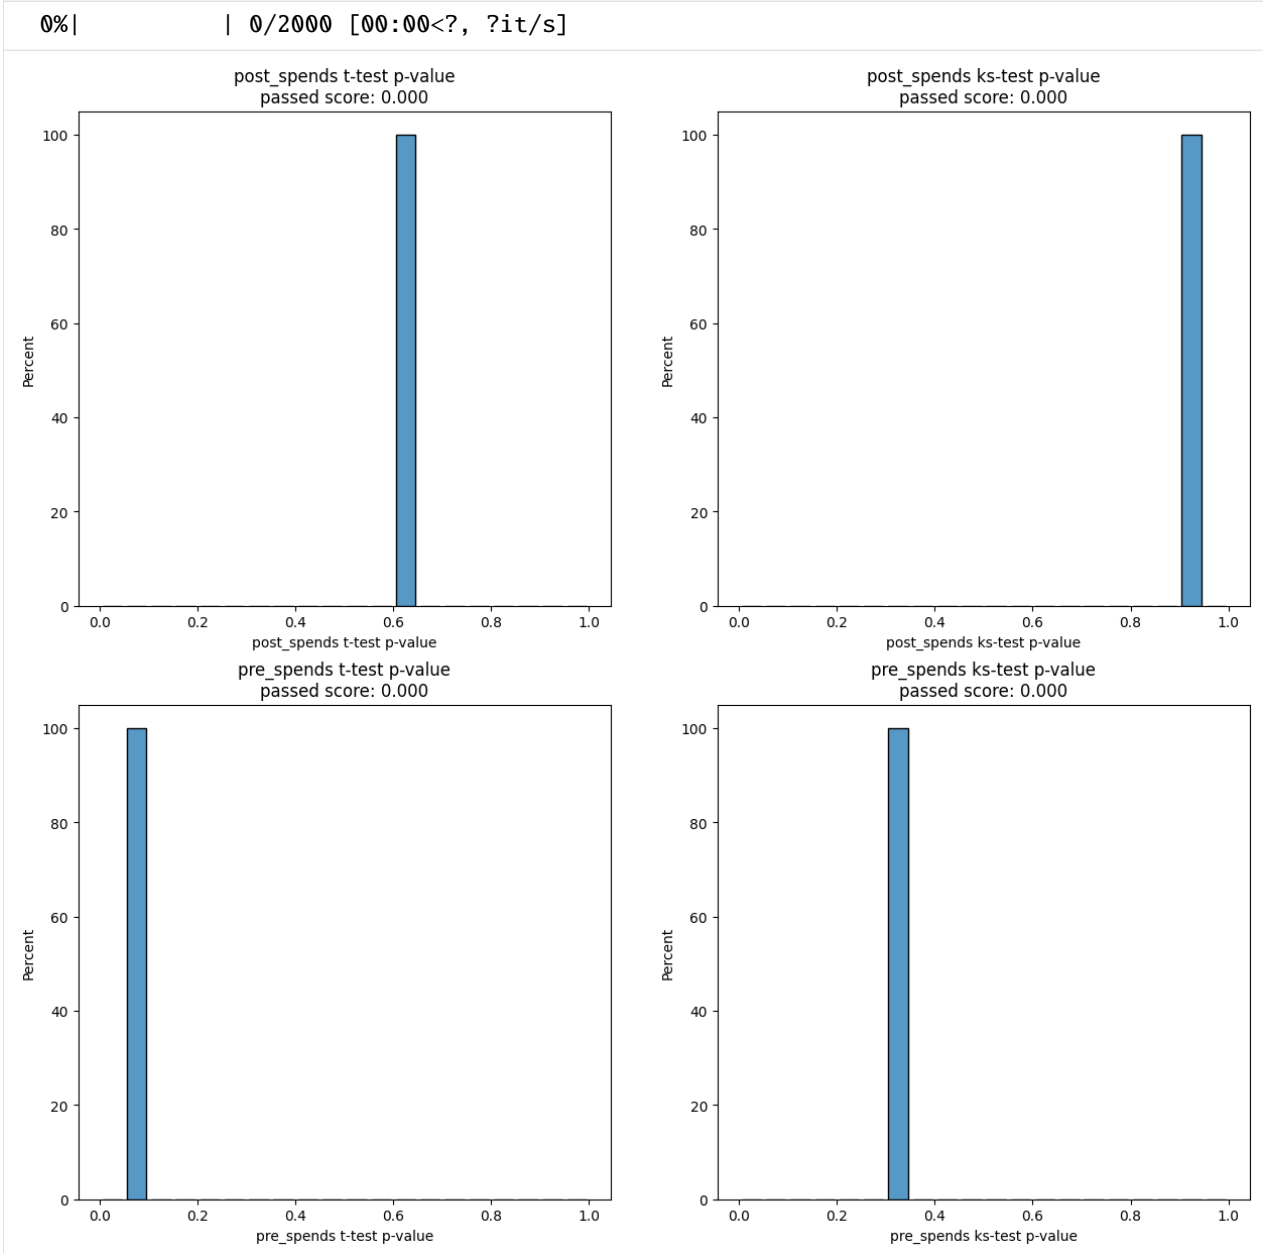 0%|          | 0/2000 [00:00<?, ?it/s]
post_spends t-test p-value
passed score: 0.000
100
80
60
40
20
0
Percent
0.0 0.2 0.4 0.6 0.8 1.0
post_spends t-test p-value
post_spends ks-test p-value
passed score: 0.000
100
80
60
40
20
0
Percent
0.0 0.2 0.4 0.6 0.8 1.0
post_spends ks-test p-value
pre_spends t-test p-value
passed score: 0.000
100
80
60
40
20
0
Percent
0.0 0.2 0.4 0.6 0.8 1.0
pre_spends t-test p-value
pre_spends ks-test p-value
passed score: 0.000
100
80
60
40
20
0
Percent
0.0 0.2 0.4 0.6 0.8 1.0
pre_spends ks-test p-value